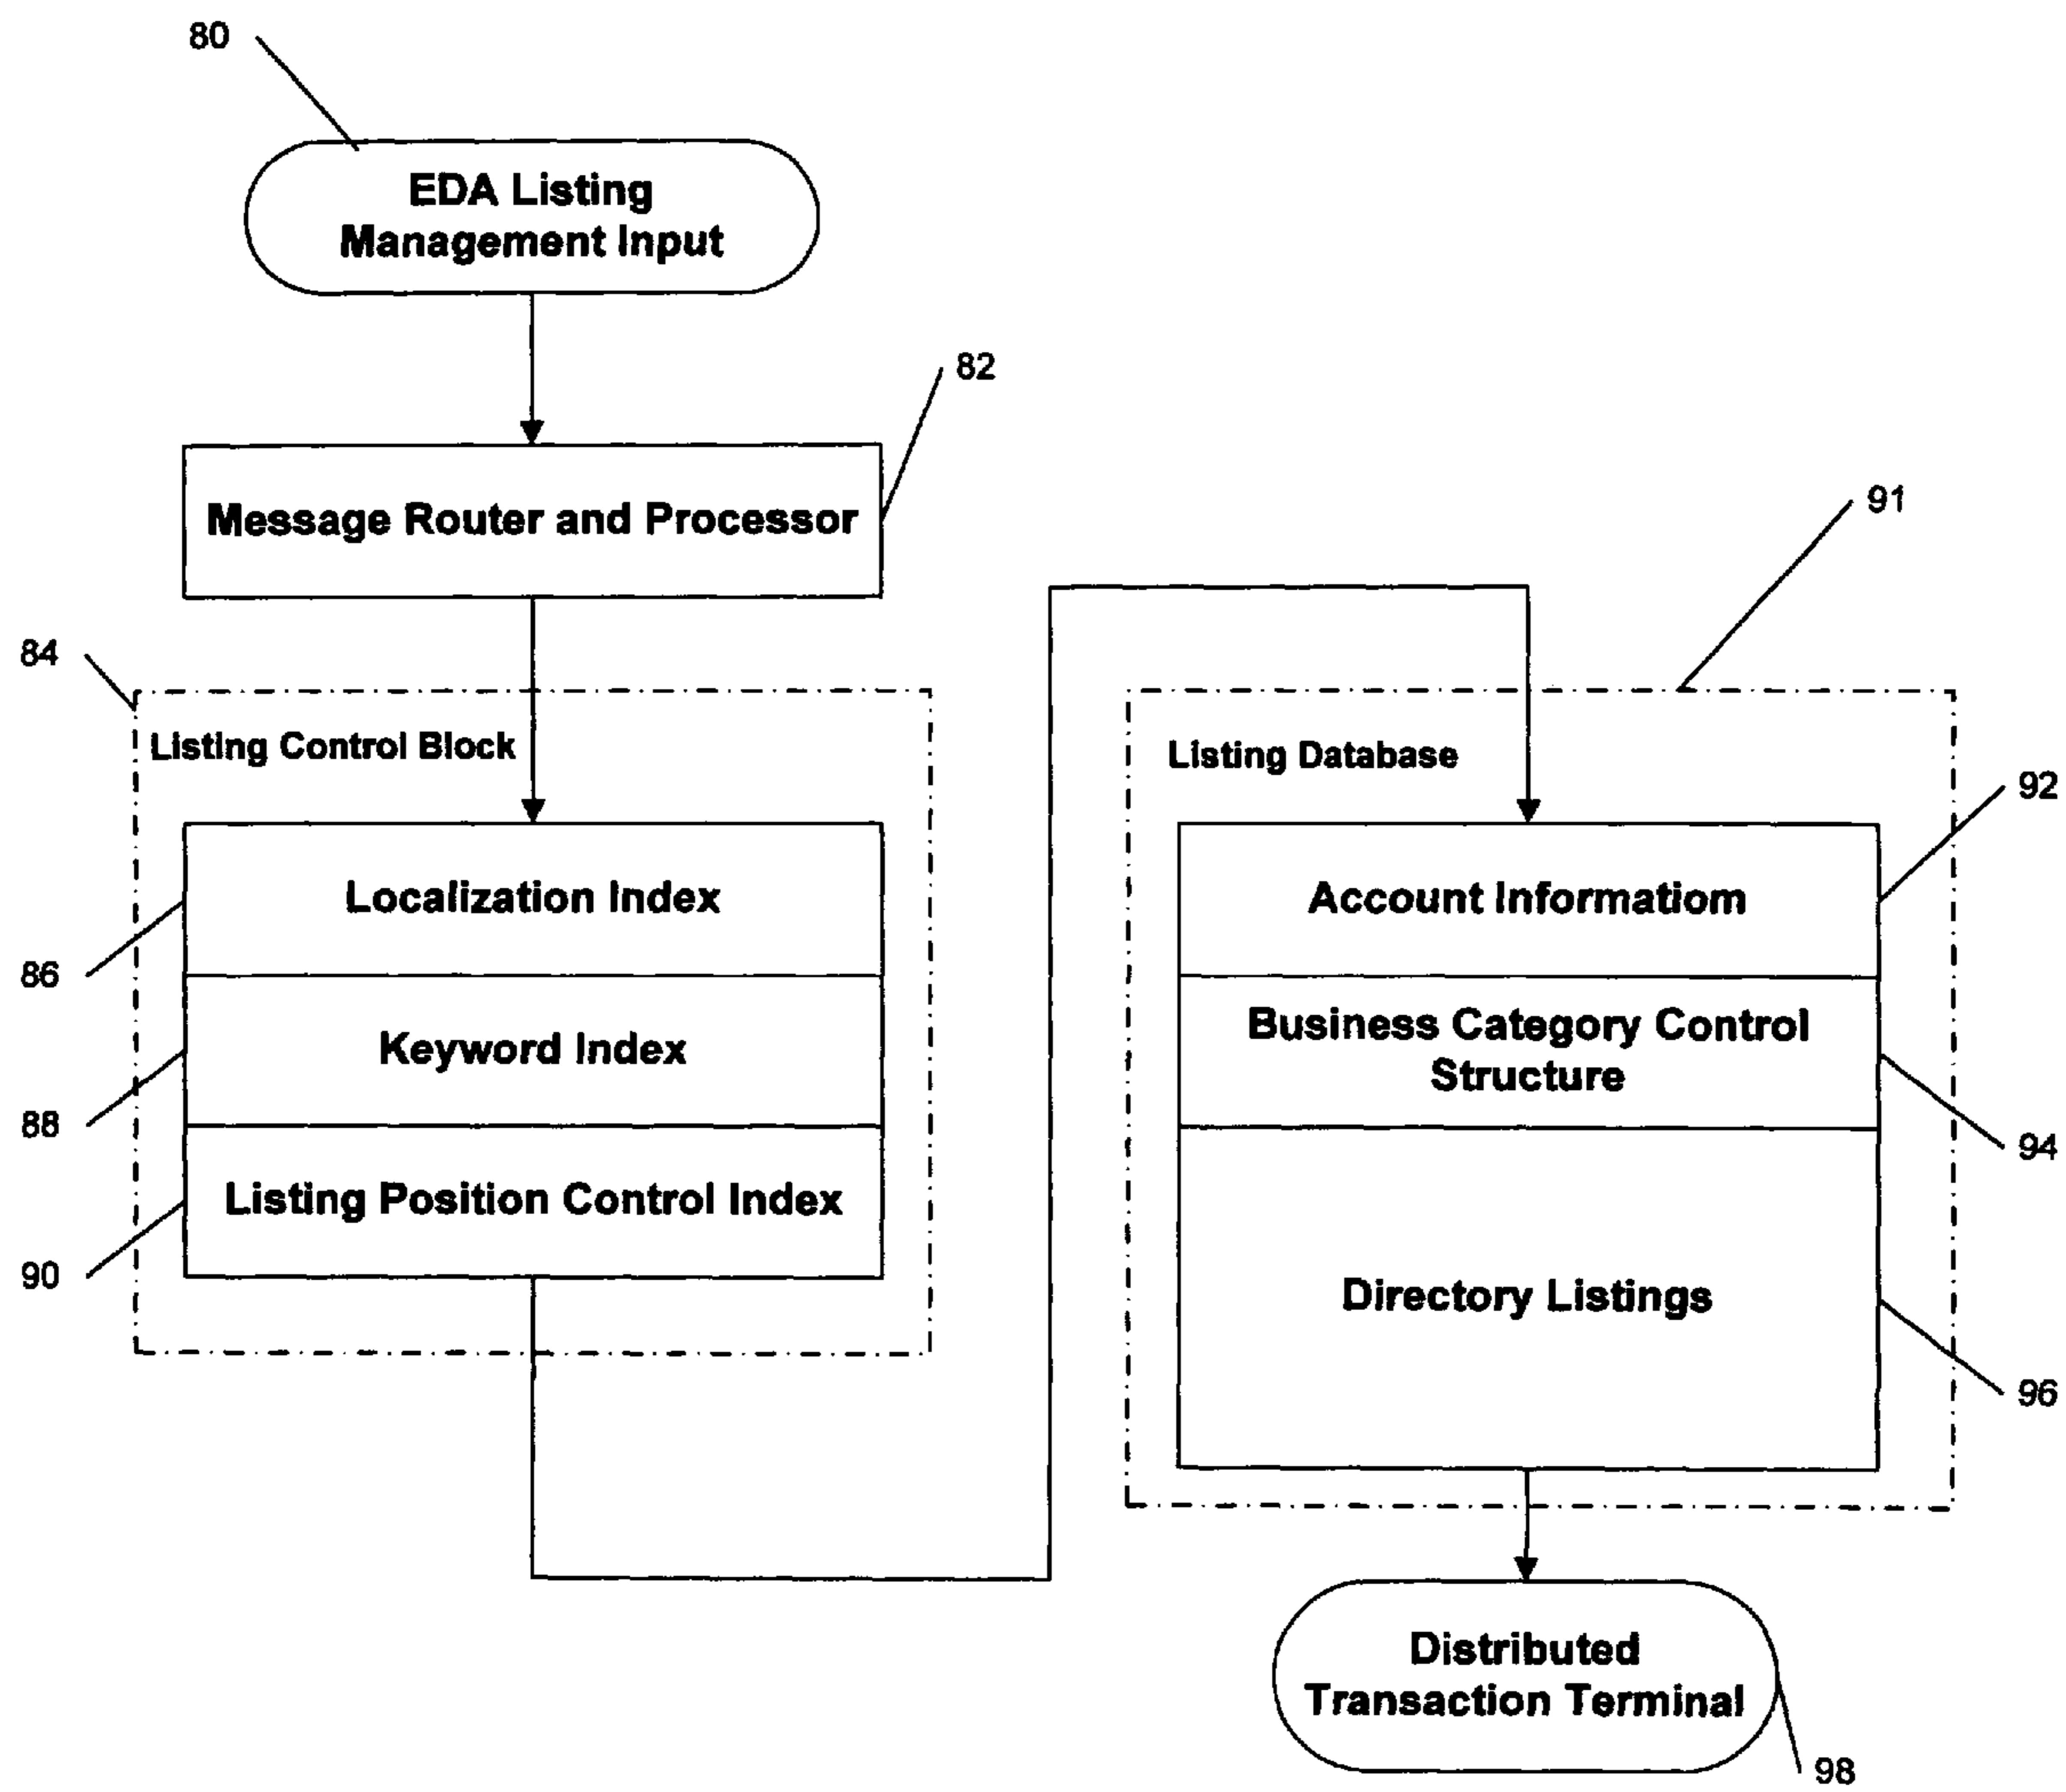 80
EDA Listing
Management Input
82
Message Router and Processor
91
84
Listing Control Block
Listing Database
92
Localization Index
Account Informatiom
86
Keyword Index
Business Category Control
Structure
88
94
Listing Position Control Index
90
Directory Listings
96
Distributed
Transaction Terminal
98